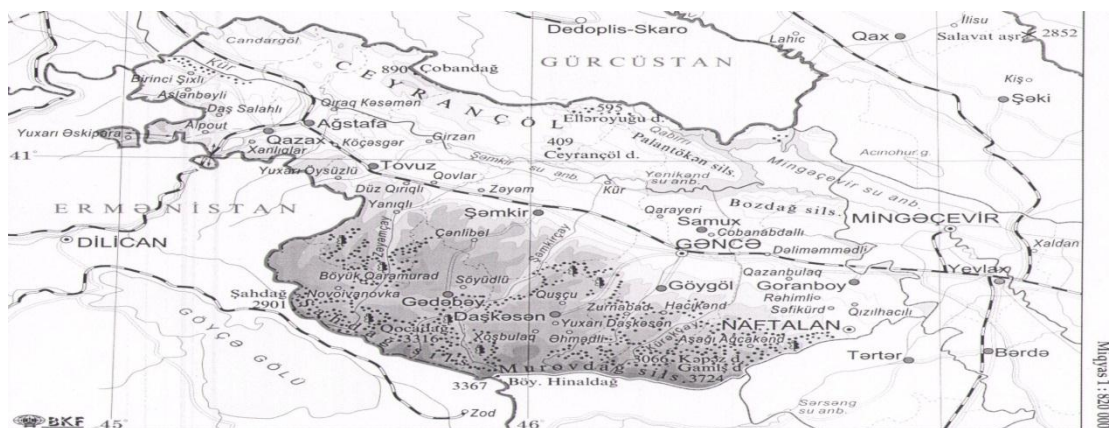 İlisu
Dedoplis-Skaro
Qax
Lahic
Salavat aşr
2852
Candargöl
GÜRCÜSTAN
Kür
890
Çobandağ
CEYRANÇÖL
Birinci Şıxlı
Aslanbəyli
Kiş
Şəki
Daş Salahlı
Qıraq Kəsəmən
595
Elləroyuğu d.
Ağstafa
Yuxarı Əskipara
Alpout
Qazax
Köçəsgər
Girzan
409
Ceyrançöl d.
Qabırrı
Palantökən sils.
41
Xanlıqlar
Acınohur g.
Mingəçevir su anb.
Tovuz
Şəmkir su anb.
Yenikənd su anb.
Yuxarı Öysüzlü
Düz Qırıqlı
Qovlar
Zəyəm
Kür
Bozdağ sils.
ERMƏNİSTAN
Yanıqlı
Şəmkir
Qarayeri
Samux
MİNGƏÇEVİR
Cobanabdallı
DİLİCAN
Çənlibel
Zəyəmçay
Şəmkirçay
GƏNCƏ
Dəliməmmədli
Xaldan
Böyük Qaramurad
Söyüdlü
Qazanbulaq
Yevlax
Şahdağ
2901
Novoivanovka
Gədəbəy
Quşçu
Göygöl
Goranboy
Rəhimli
Daşkəsən
Zurnabad
Hacıkənd
Səfikürd
Qızılhacılı
GÖYÇƏ GÖLÜ
Qocadağ
3316
Xoşbulaq
Yuxarı Daşkəsən
Əhmədli
Kürəkçay
Aşağı Ağcakənd
NAFTALAN
3066
Kəpəz d.
Tərtər
Bərdə
Murovdağ sils.
Gamış d.
3724
3367
Böy. Hinaldağ
Zod
Sərsəng su anb.
BKF
45
46
Miqyas 1 : 820 000